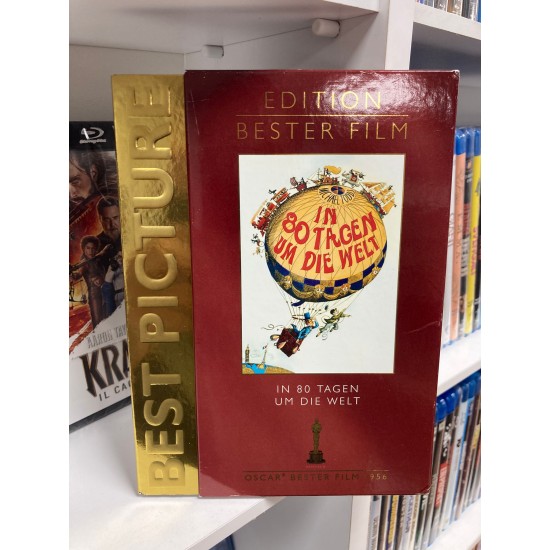 BEST PICTURE
EDITION
BESTER FILM
IN
80 TAGEN
UM DIE WELT
IN 80 TAGEN
UM DIE WELT
OSCAR® BESTER FILM 1956
KRA
IL